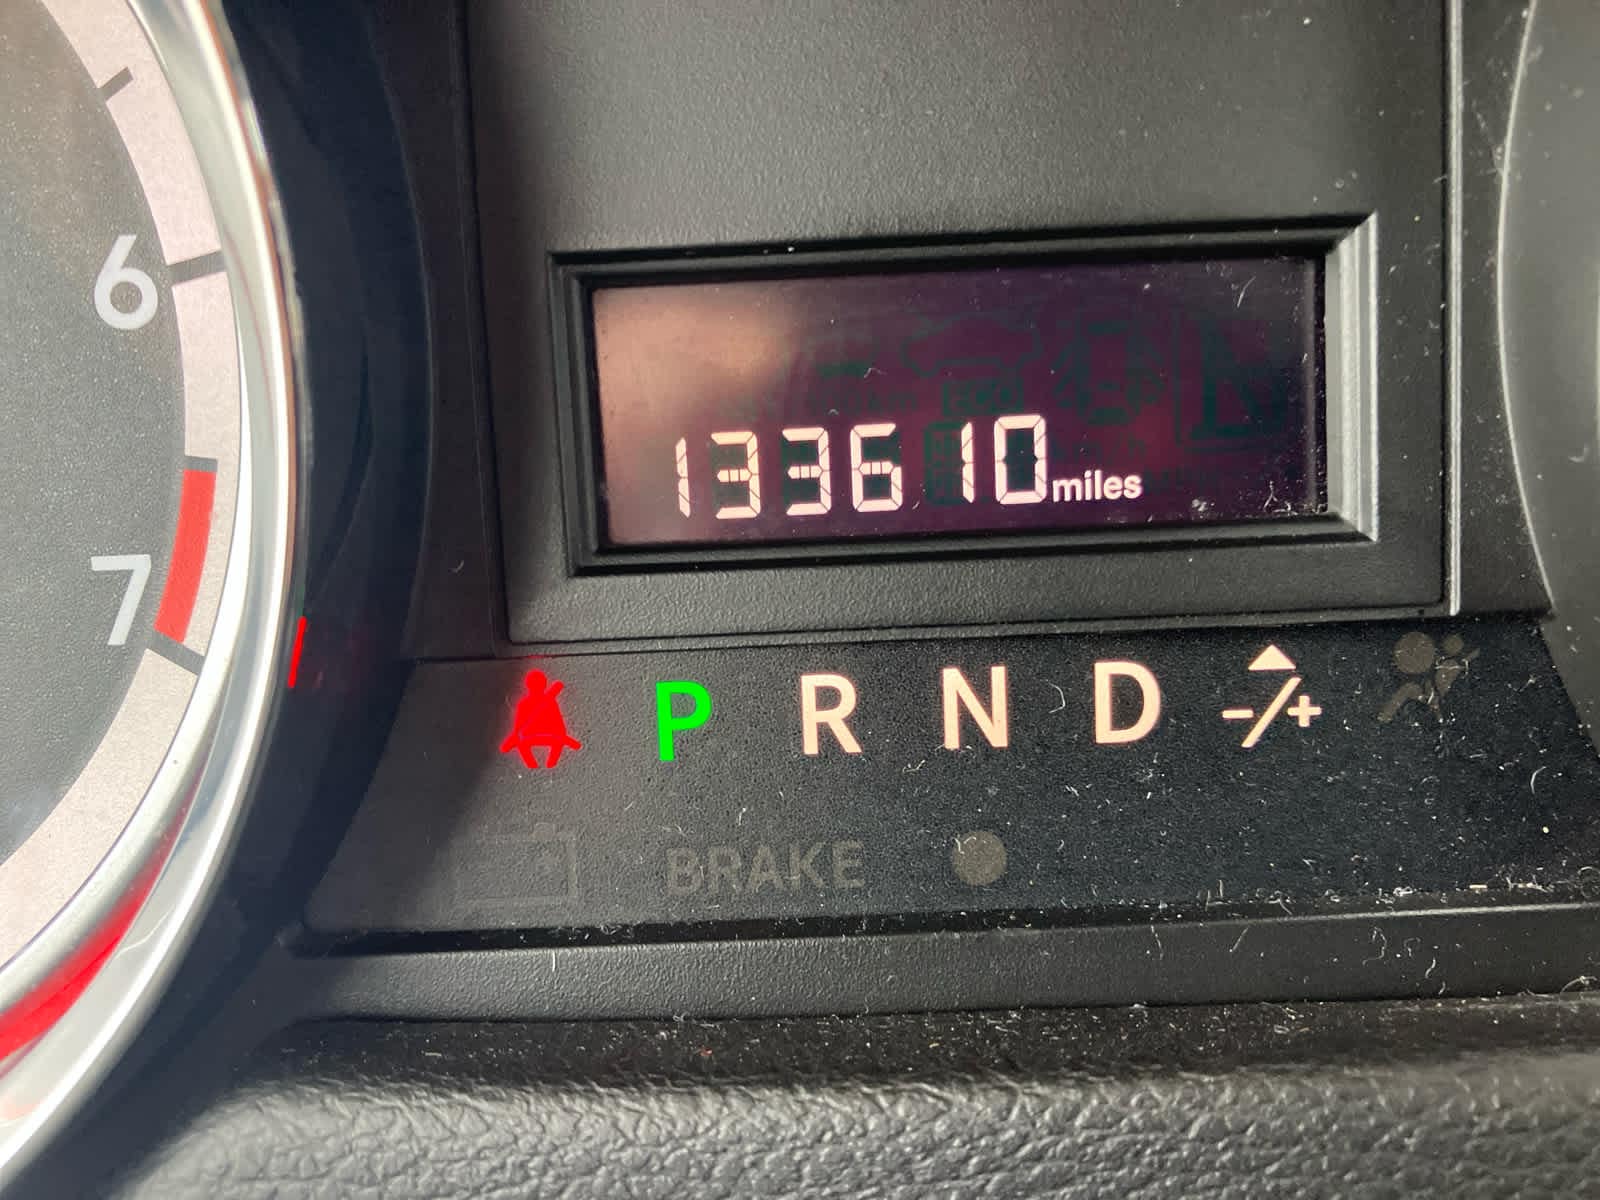 6
133610 miles
7
P R N D -/+
BRAKE